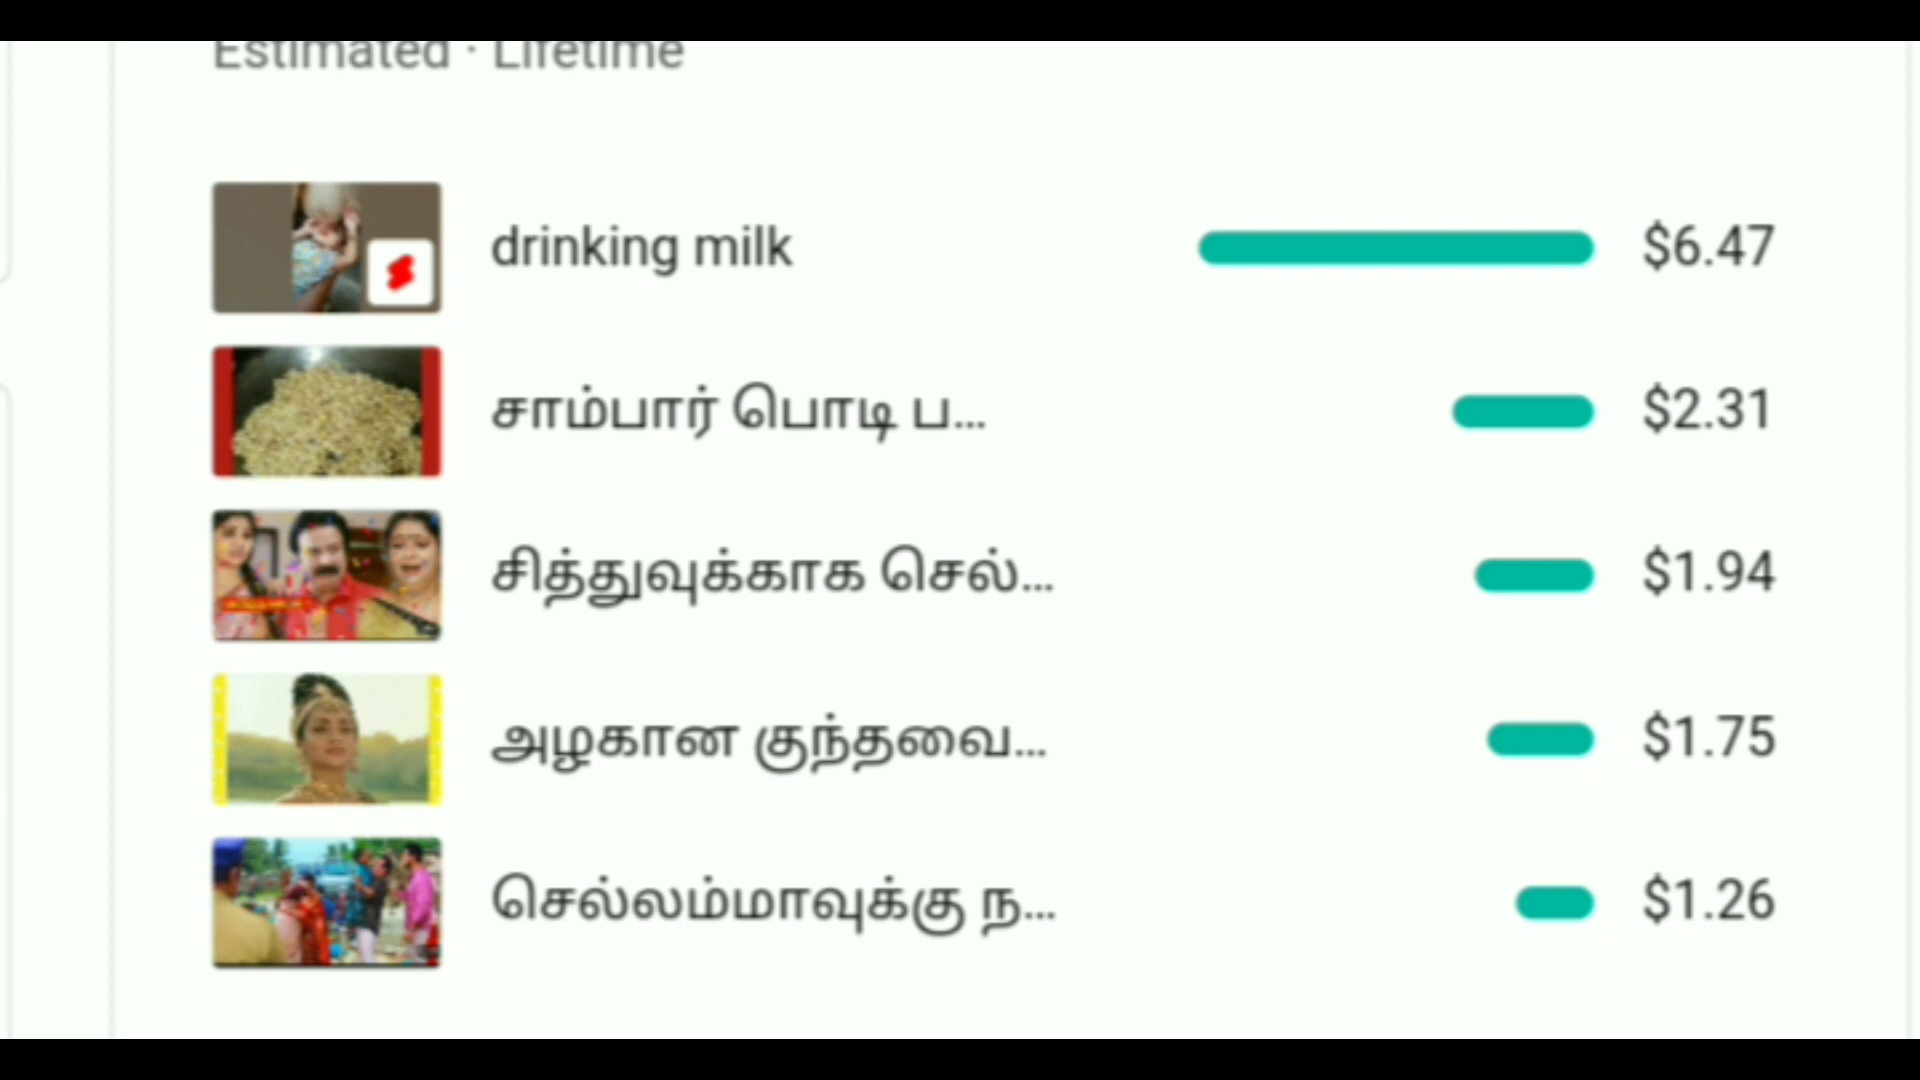 Estimated · Lifetime
drinking milk
$6.47
சாம்பார் பொடி ப...
$2.31
சித்துவுக்காக செல்...
$1.94
அழகான குந்தவை...
$1.75
செல்லம்மாவுக்கு ந...
$1.26